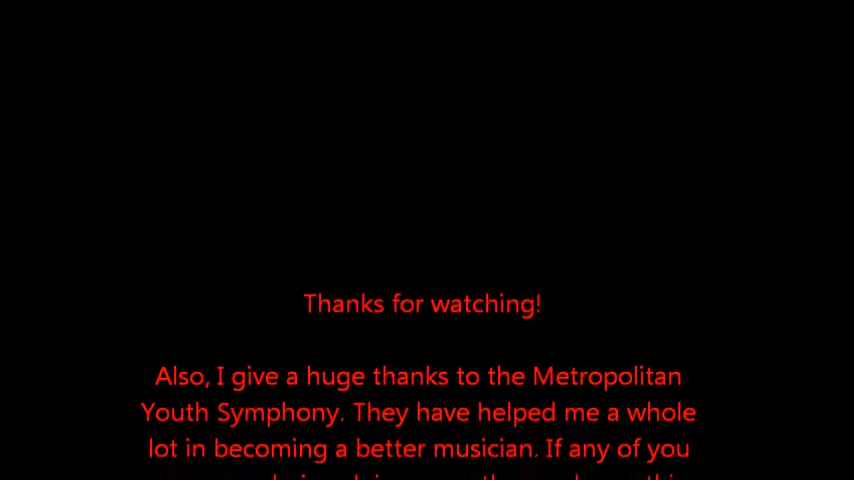 Thanks for watching!
Also, I give a huge thanks to the Metropolitan
Youth Symphony. They have helped me a whole
lot in becoming a better musician. If any of you